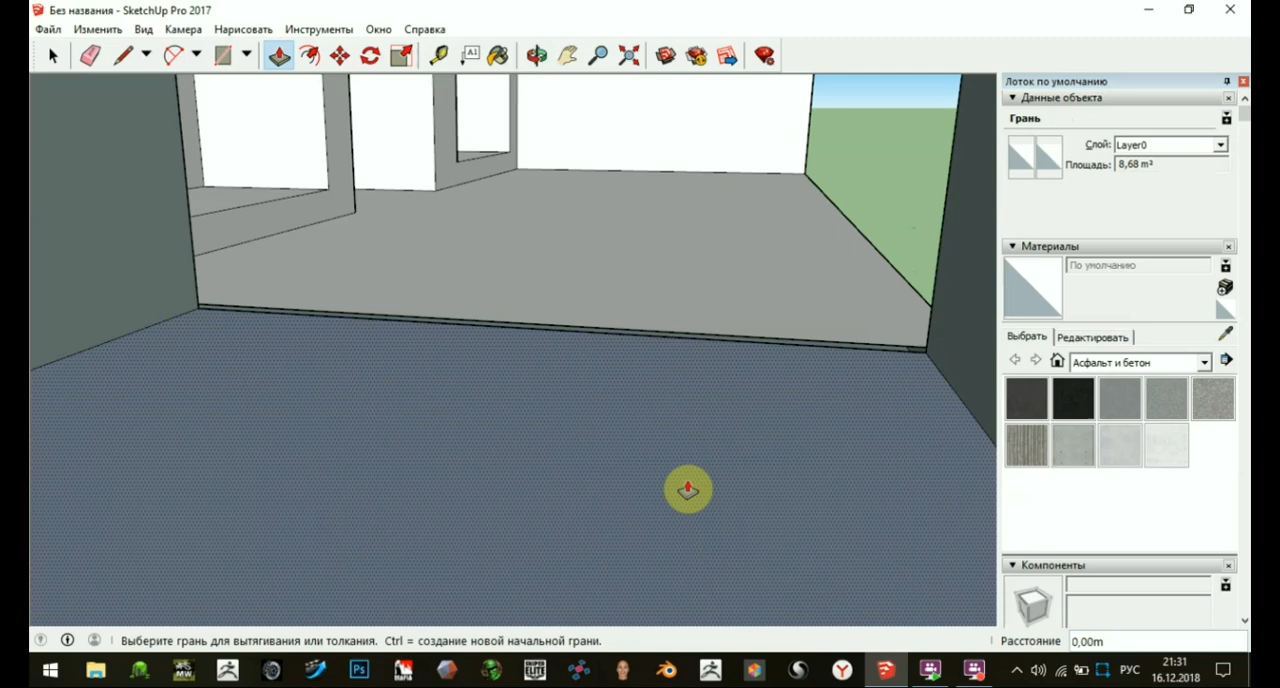 Без названия - SketchUp Pro 2017
Файл Изменить Вид Камера Нарисовать Инструменты Окно Справка
A1
Лоток по умолчанию
Данные объекта
Грань
Слой: Layer0
Площадь: 8,68 m²
Материалы
По умолчанию
Выбрать Редактировать
Асфальт и бетон
Компоненты
Выберите грань для вытягивания или толкания. Ctrl = создание новой начальной грани.
Расстояние 0,00m
Ps
РУС
21:31
16.12.2018